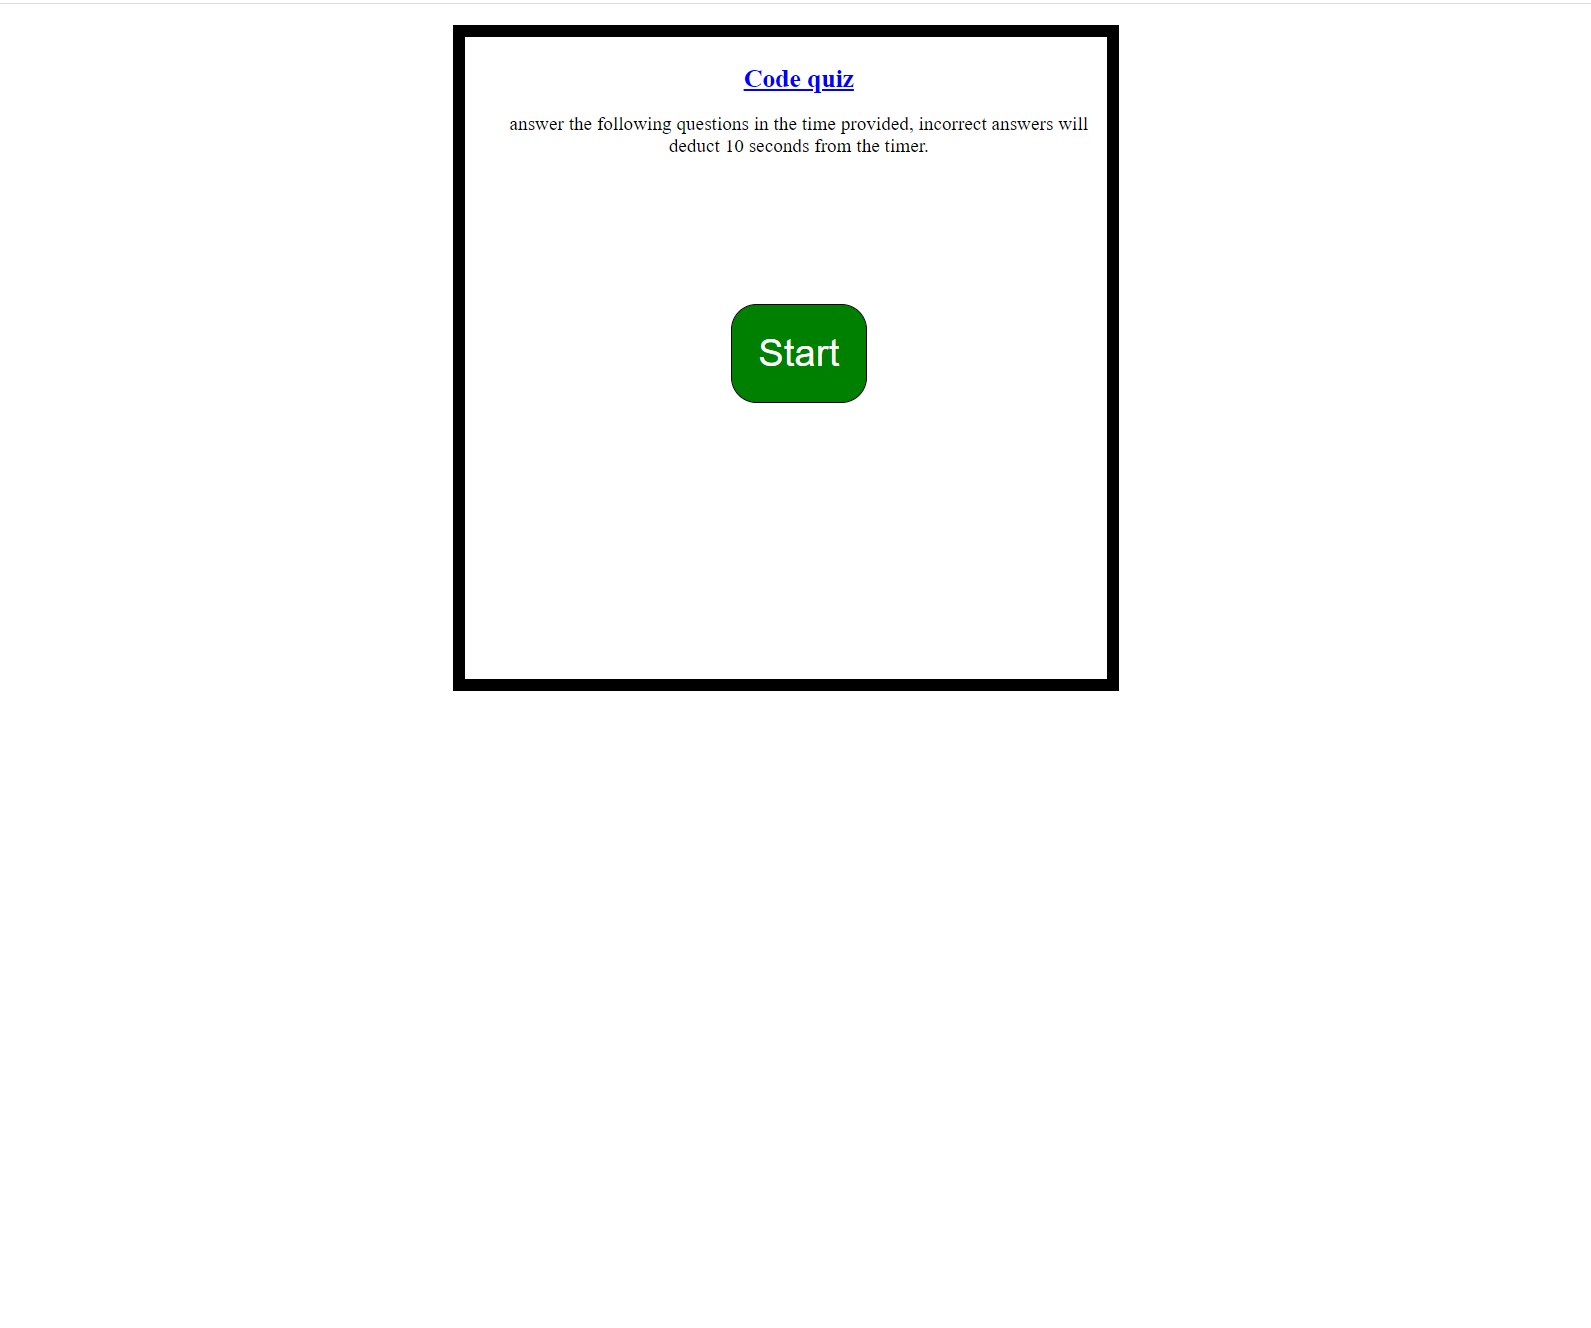 Code quiz
answer the following questions in the time provided, incorrect answers will
deduct 10 seconds from the timer.
Start